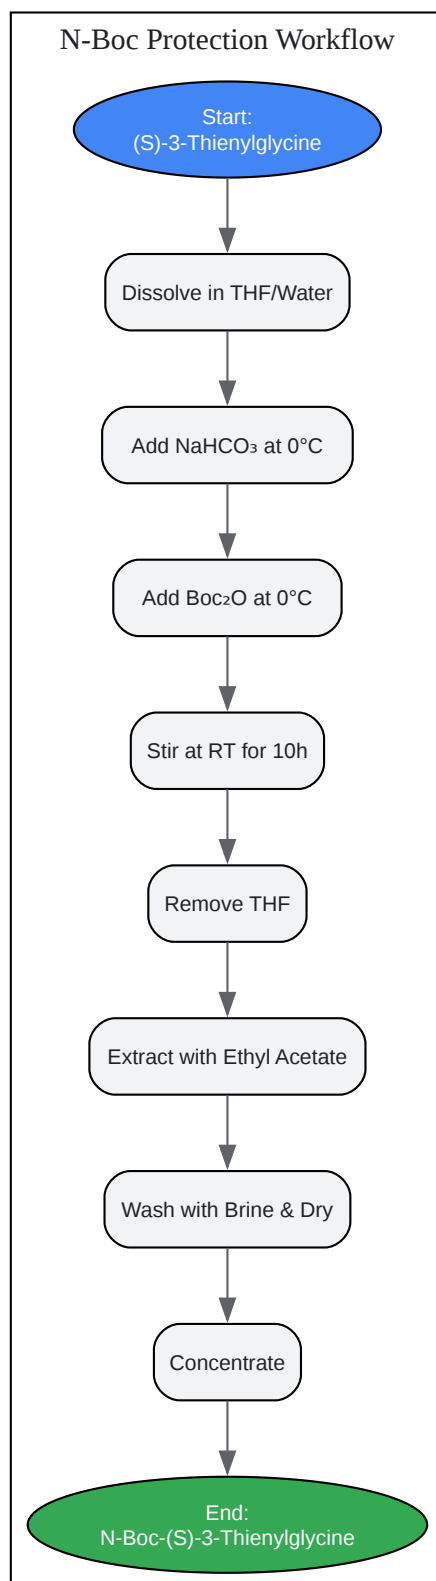 N-Boc Protection Workflow
Start:
(S)-3-Thienylglycine
Dissolve in THF/Water
Add NaHCO₃ at 0°C
Add Boc₂O at 0°C
Stir at RT for 10h
Remove THF
Extract with Ethyl Acetate
Wash with Brine & Dry
Concentrate
End:
N-Boc-(S)-3-Thienylglycine